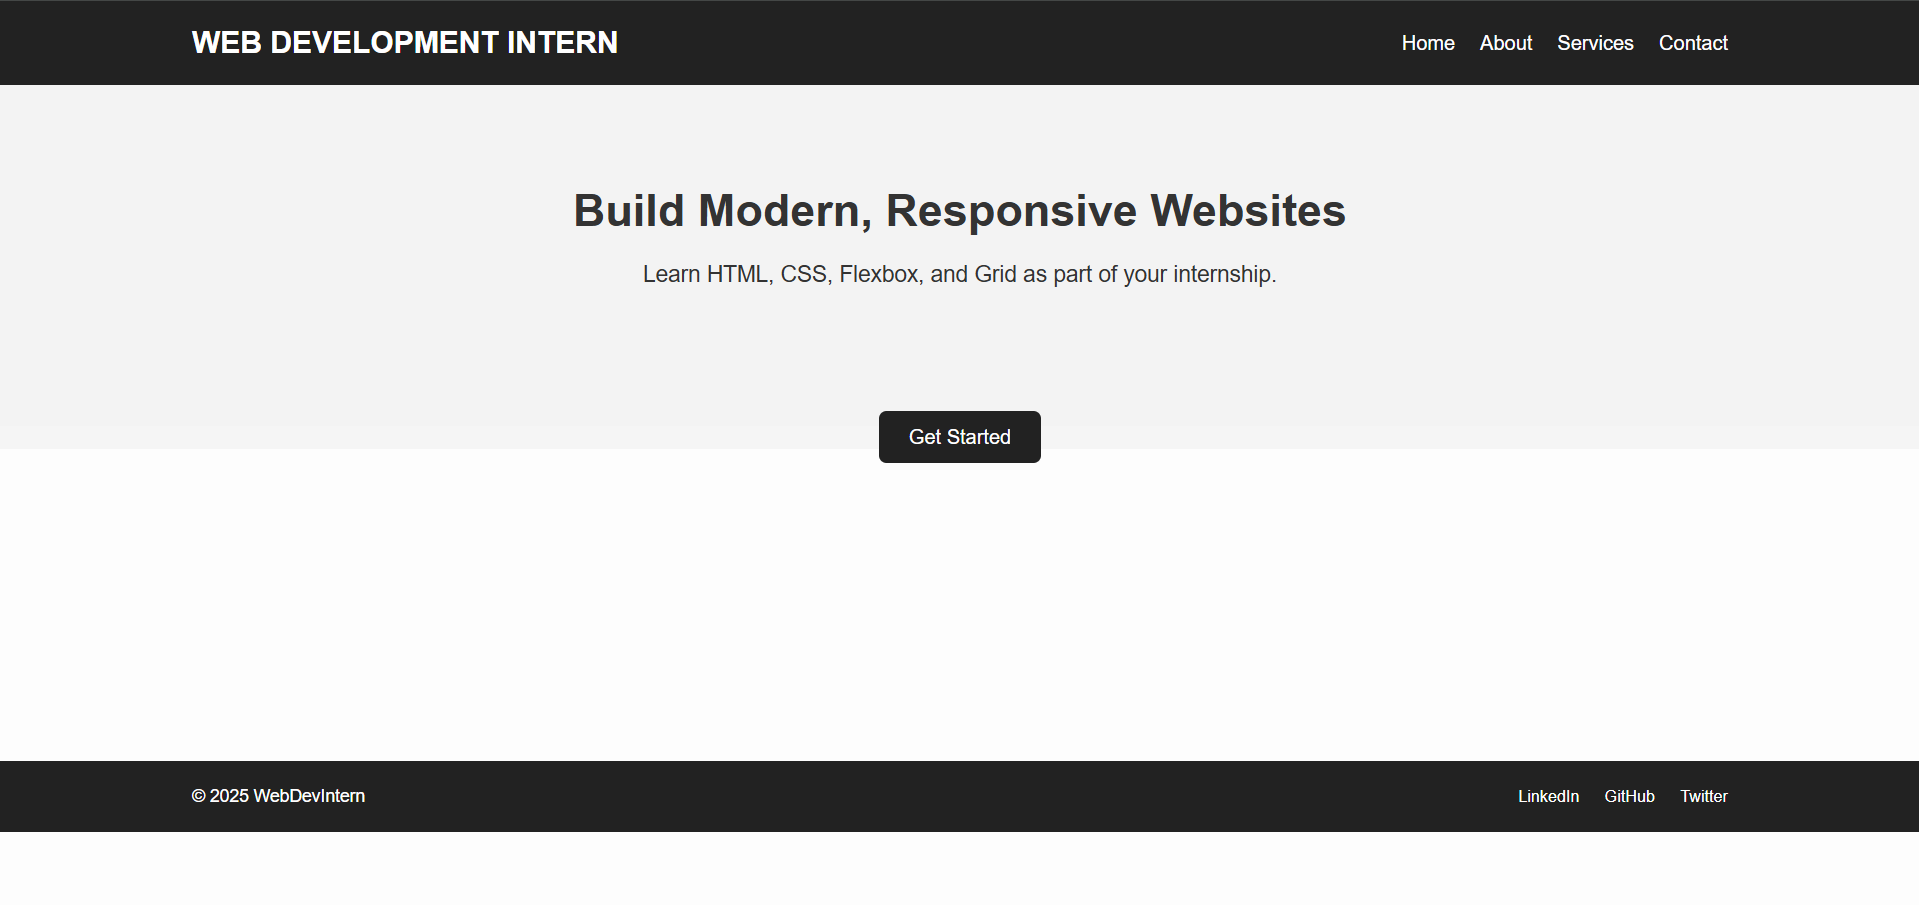 WEB DEVELOPMENT INTERN
Home About Services Contact
Build Modern, Responsive Websites
Learn HTML, CSS, Flexbox, and Grid as part of your internship.
Get Started
© 2025 WebDevIntern
LinkedIn GitHub Twitter